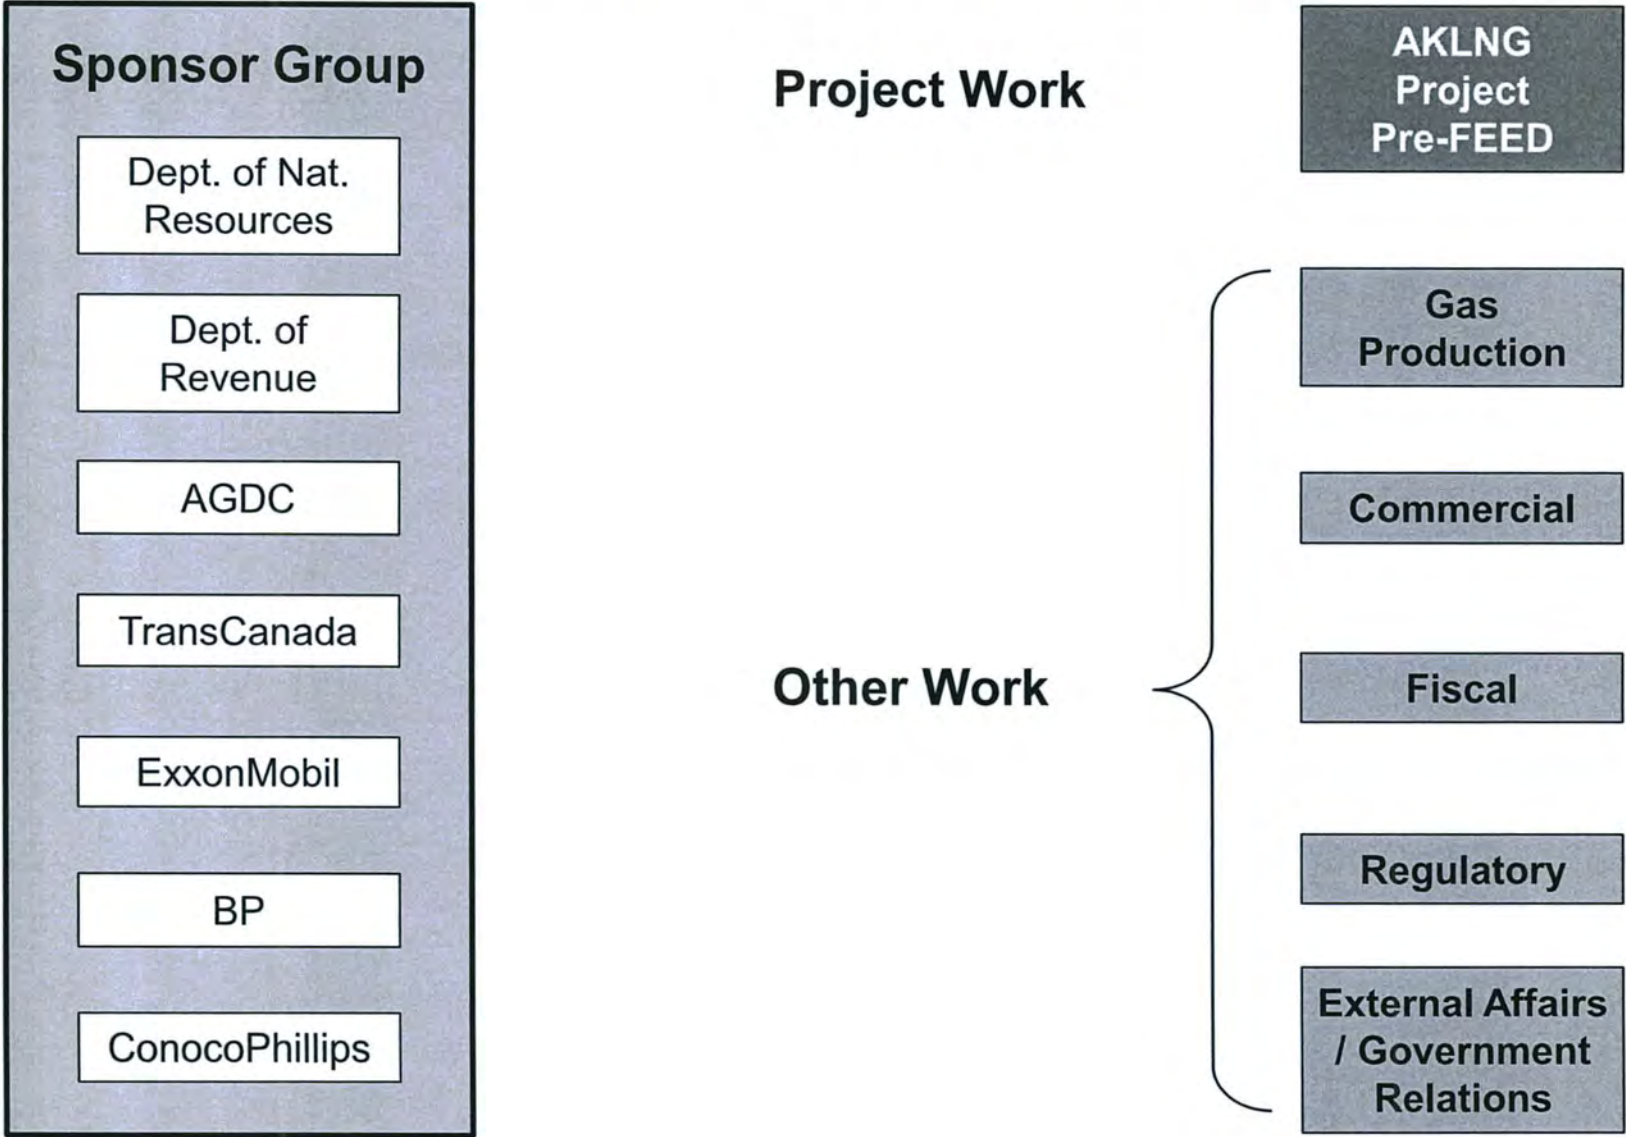 Sponsor Group
Dept. of Nat.
Resources
Dept. of
Revenue
AGDC
TransCanada
ExxonMobil
BP
ConocoPhillips
Project Work
AKLNG
Project
Pre-FEED
Other Work
Gas
Production
Commercial
Fiscal
Regulatory
External Affairs
/ Government
Relations